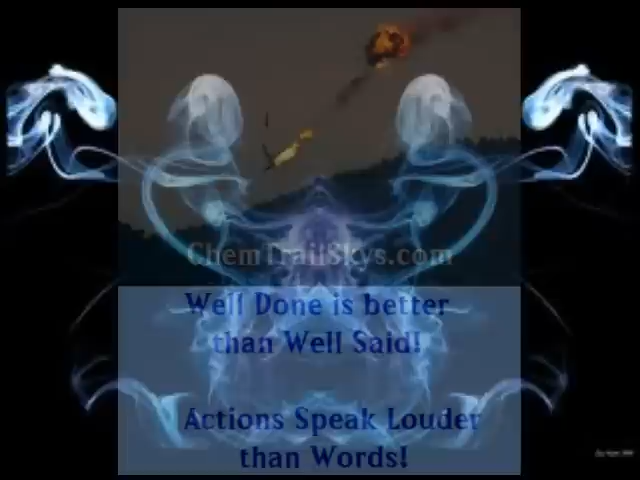 ChemTrailSkys.com
Well Done is better
than Well Said!
Actions Speak Louder
than Words!